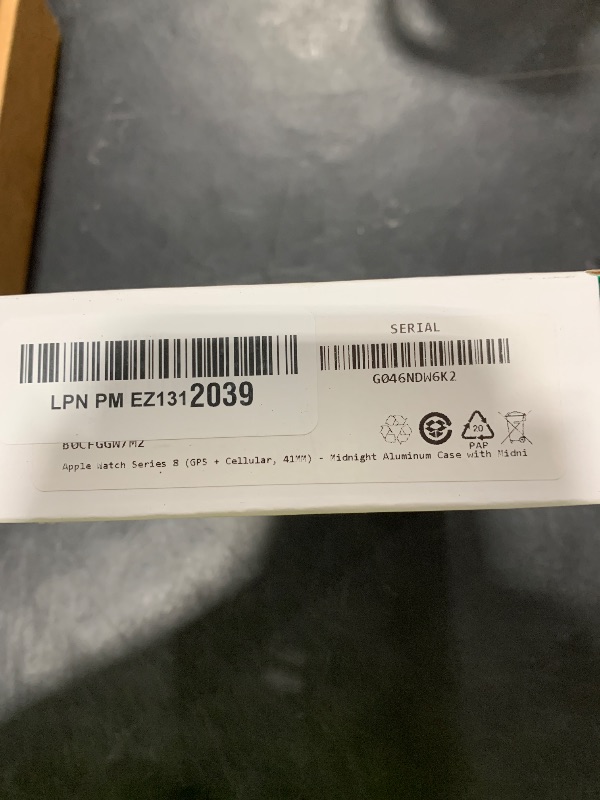 SERIAL
G046NDW6K2
LPN PM EZ1312039
20
PAP
Apple Watch Series 8 (GPS + Cellular, 41MM) - Midnight Aluminum Case with Midni